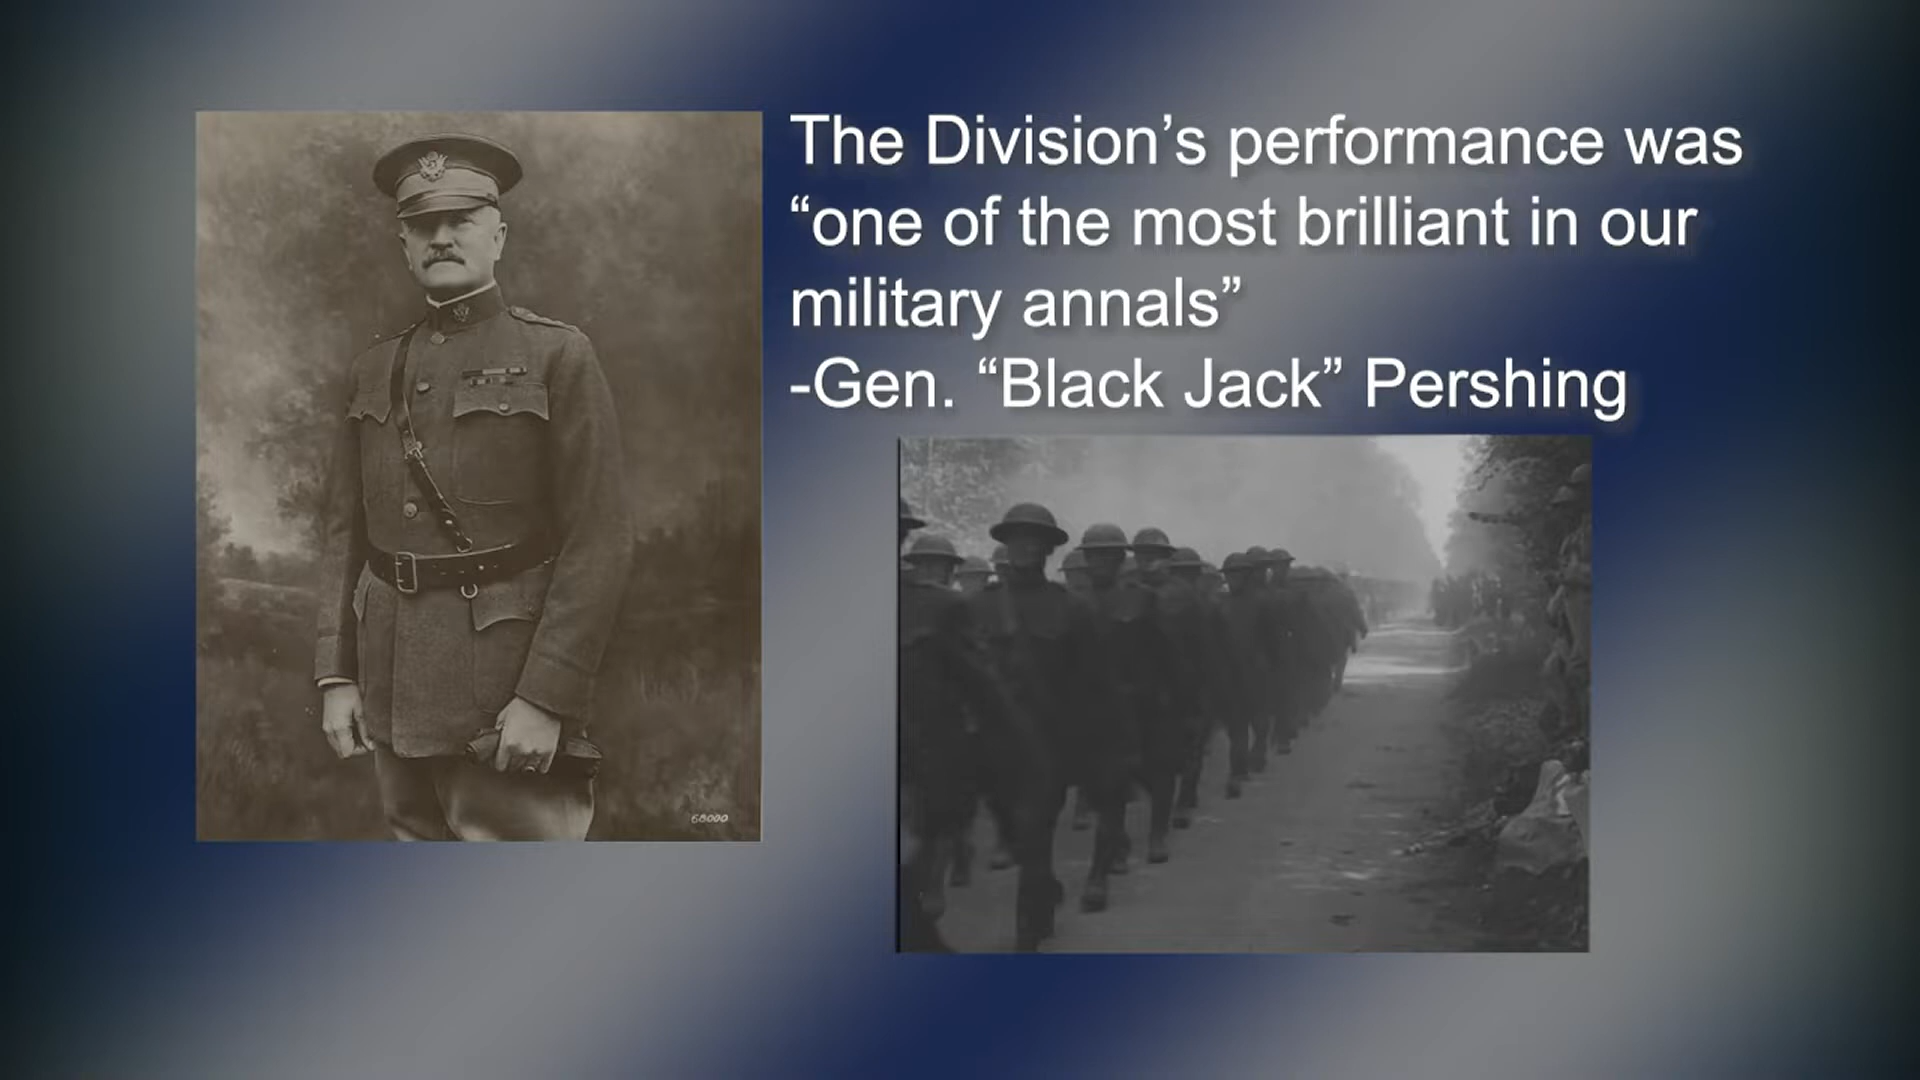 The Division’s performance was
“one of the most brilliant in our
military annals”
-Gen. “Black Jack” Pershing
68000